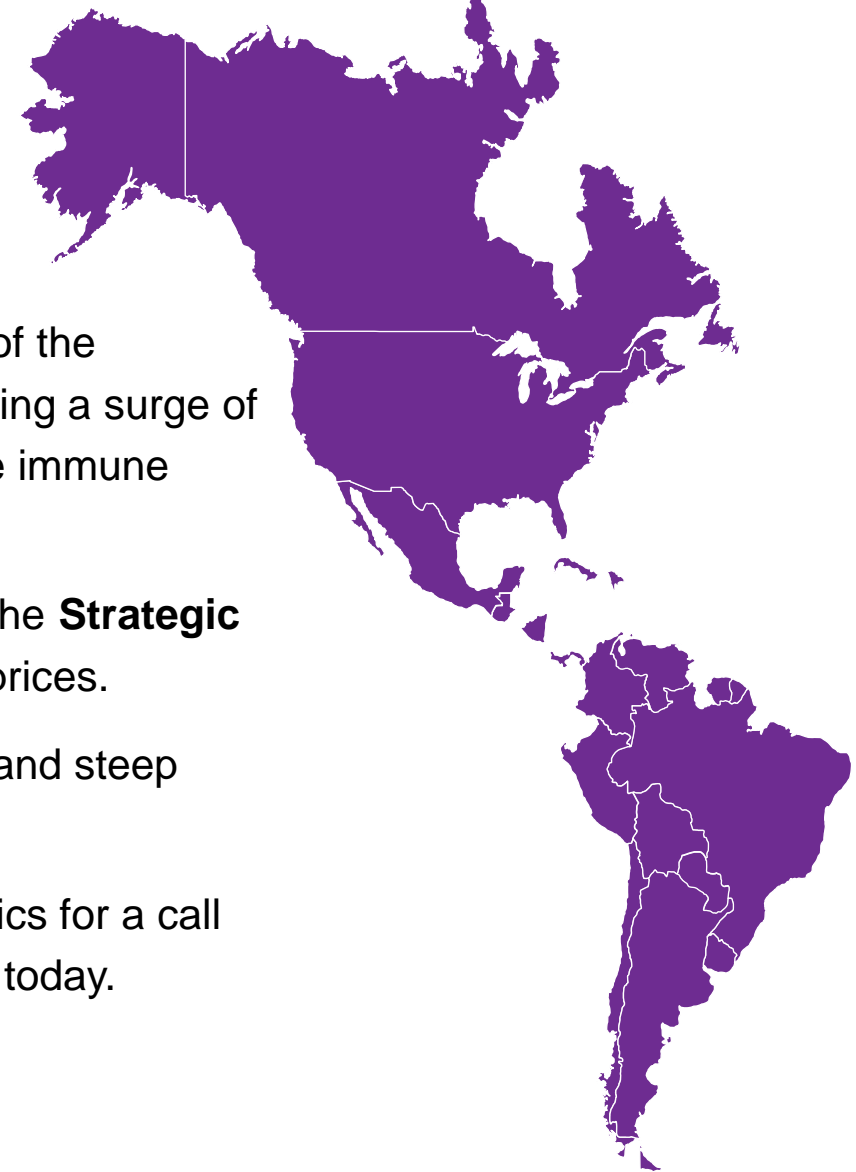 of the
ing a surge of
e immune
he Strategic
prices.
and steep
ics for a call
today.